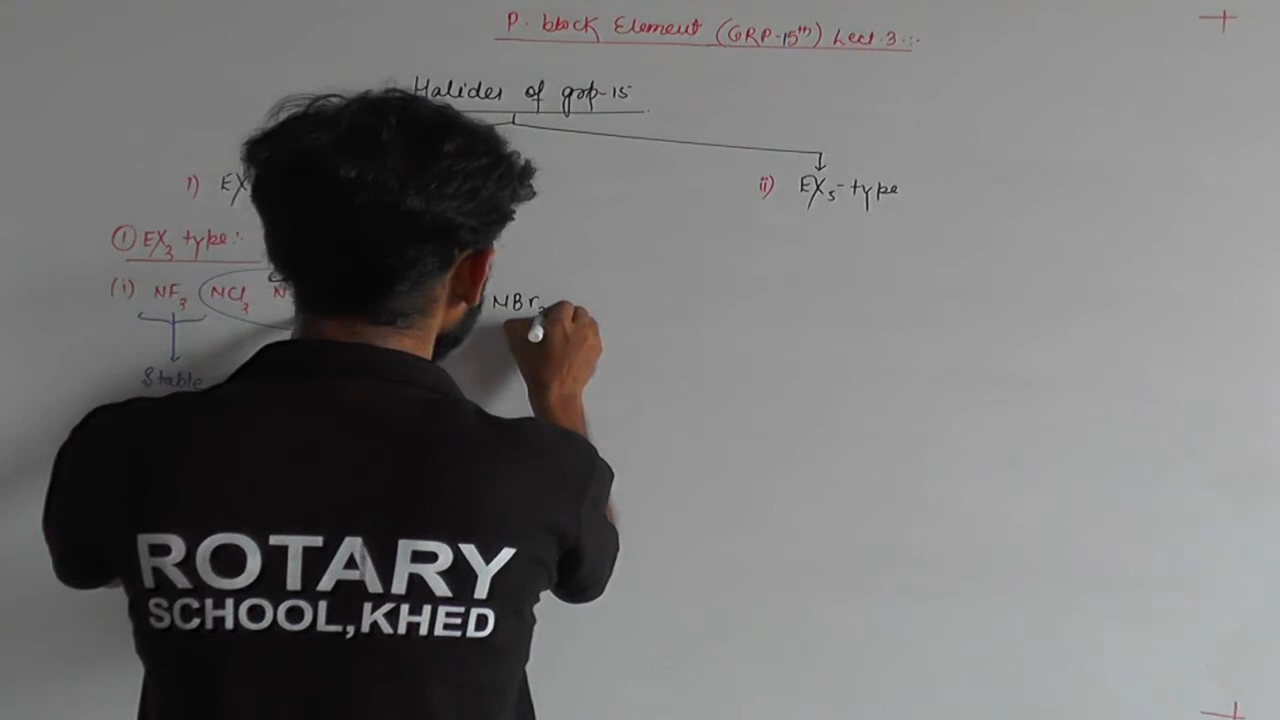 P. block Element (GRP-15th) Lect.3.:-
Halides of grp-15
i) EX
ii) EX5-type
① EX3 type:-
(i) NF3 NCl3 N
NBr3
Stable
ROTARY
SCHOOL,KHED